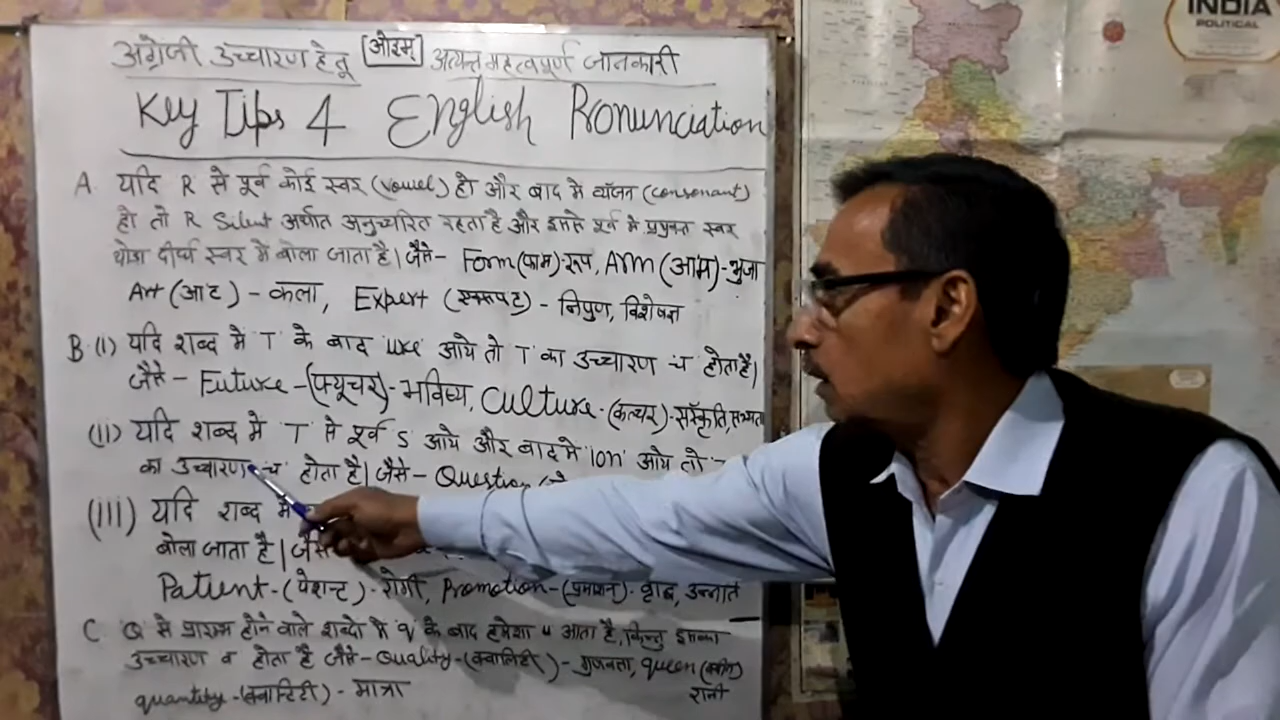 अंग्रेजी उच्चारण हेतु [ओइम्] अत्यन्त महत्वपूर्ण जानकारी
Key Tips 4 English Pronunciation
A. यदि R से पूर्व कोई स्वर (vowel) हो और बाद मे व्यंजन (consonant)
हो तो R Silent अर्थात अनुच्चरित रहता है और इससे पूर्व मे प्रयुक्त स्वर
थोडा दीर्घ स्वर मे बोला जाता है। जैसे- Form (फाम)-रूप, Arm (आम)-भुजा
Art (आट) - कला, Expert (एक्सपट) - निपुण, विशेषज्ञ
B. (I) यदि शब्द मे 'T' के बाद 'ure' आये तो 'T' का उच्चारण 'च' होता है।
जैसे - Future -(फ्यूचर)- भविष्य, Culture -(कल्चर)-संस्कृति, सभ्यता
(II) यदि शब्द मे 'T' से पूर्व S आये और बाद मे 'ion' आये तो
का उच्चारण 'च' होता है। जैसे - Question
(III) यदि शब्द मे
बोला जाता है। जैसे
Patient -(पेशन्ट)- रोगी, Promotion -(प्रमोशन)- वृद्धि, उन्नति
C. 'Q' से प्रारम्भ होने वाले शब्दो मे 'q' के बाद हमेशा u आता है, किन्तु इसका
उच्चारण व होता है जैसे - Quality -(क्वालिटी) - गुणवत्ता, queen (क्वीन)
quantity -(क्वान्टिटी) - मात्रा रानी
INDIA
POLITICAL